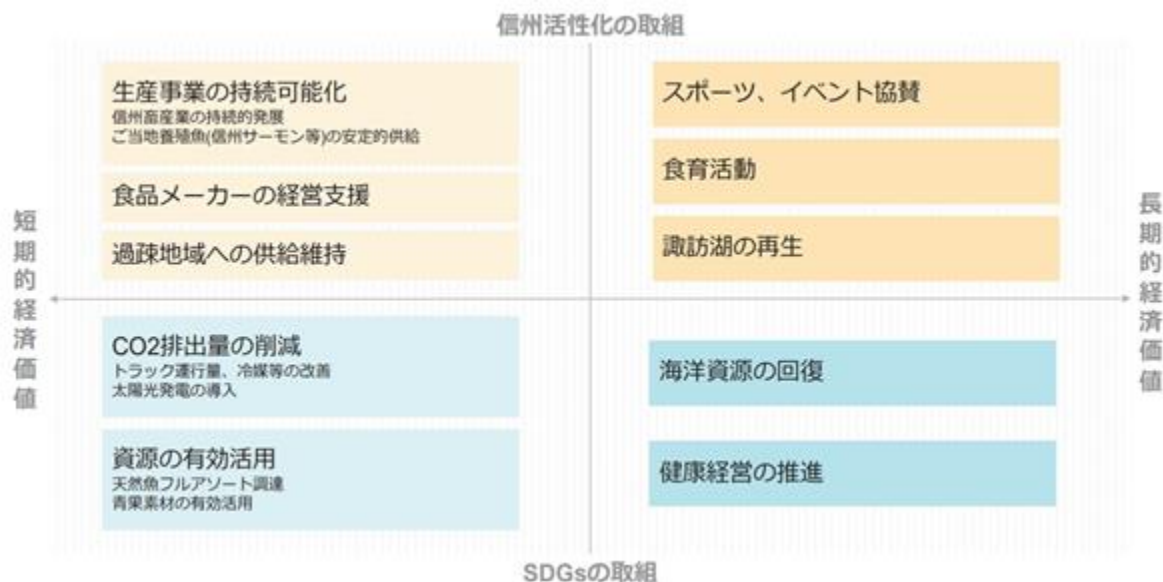 信州活性化の取組
生産事業の持続可能化
信州畜産業の持続的発展
ご当地養殖魚(信州サーモン等)の安定的供給
食品メーカーの経営支援
過疎地域への供給維持
スポーツ、イベント協賛
食育活動
諏訪湖の再生
短期的経済価値
長期的経済価値
CO2排出量の削減
トラック運行量、冷媒等の改善
太陽光発電の導入
資源の有効活用
天然魚フルアソート調達
青果素材の有効活用
海洋資源の回復
健康経営の推進
SDGsの取組